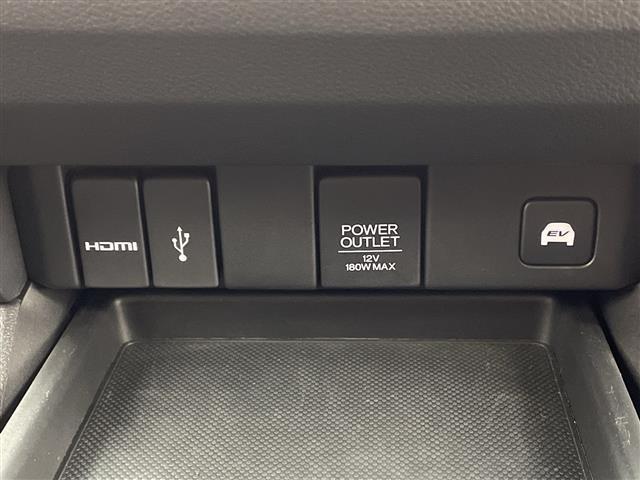 HDMI
POWER
OUTLET
12V
180W MAX
EV